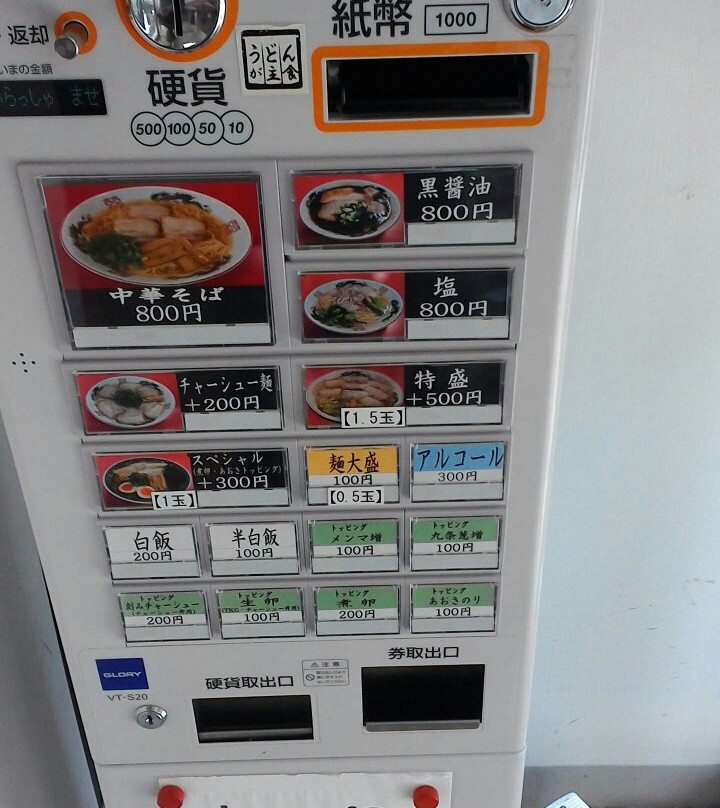 紙幣 1000
返却
いまの金額
いらっしゃ ませ
うどん
が主食
硬貨
500 100 50 10
中華そば
800円
黒醤油
800円
塩
800円
チャーシュー麺
+200円
特盛
+500円
【1.5玉】
スペシャル
(煮卵・あおさトッピング)
+300円
【1玉】
麺大盛
100円
【0.5玉】
アルコール
300円
白飯
200円
半白飯
100円
トッピング
メンマ増
100円
トッピング
九条葱増
100円
トッピング
刻みチャーシュー
200円
トッピング
生卵
100円
トッピング
煮卵
200円
トッピング
あおさのり
100円
GLORY
VT-S20
硬貨取出口
注意
券取出口